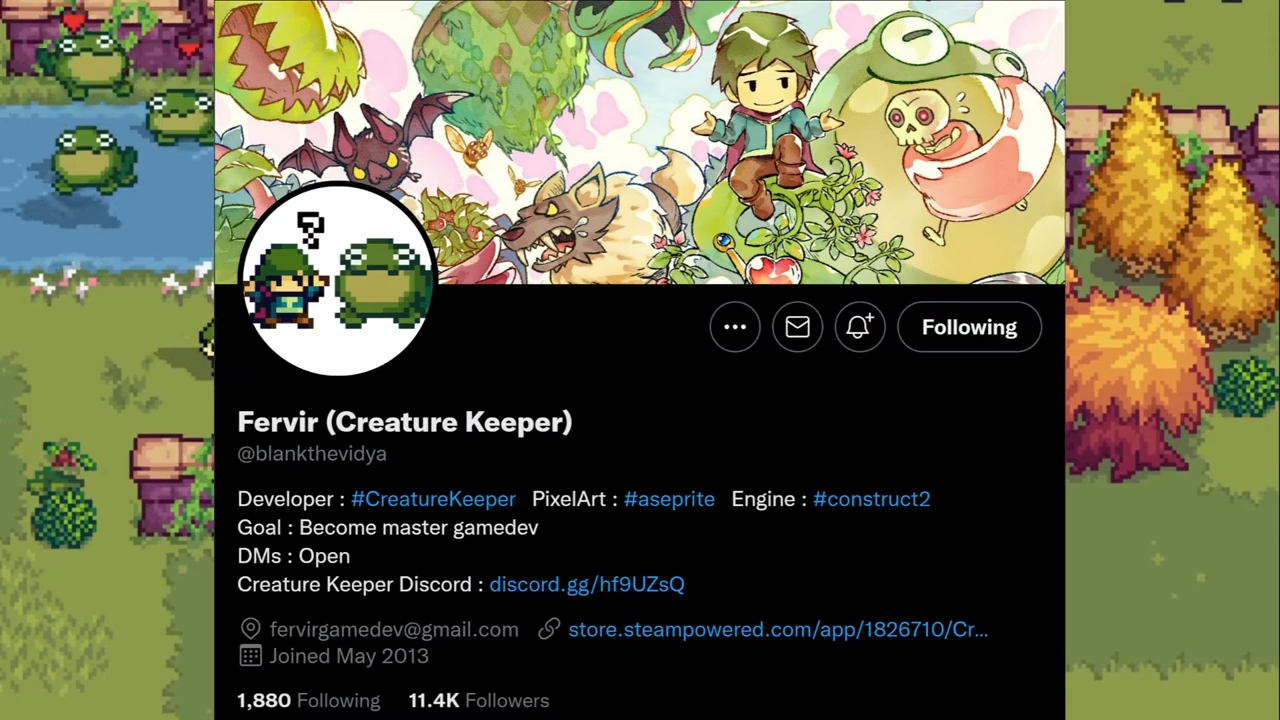 Following
Fervir (Creature Keeper)
@blankthevidya
Developer : #CreatureKeeper PixelArt : #aseprite Engine : #construct2
Goal : Become master gamedev
DMs : Open
Creature Keeper Discord : discord.gg/hf9UZsQ
fervirgamedev@gmail.com store.steampowered.com/app/1826710/Cr...
Joined May 2013
1,880 Following 11.4K Followers